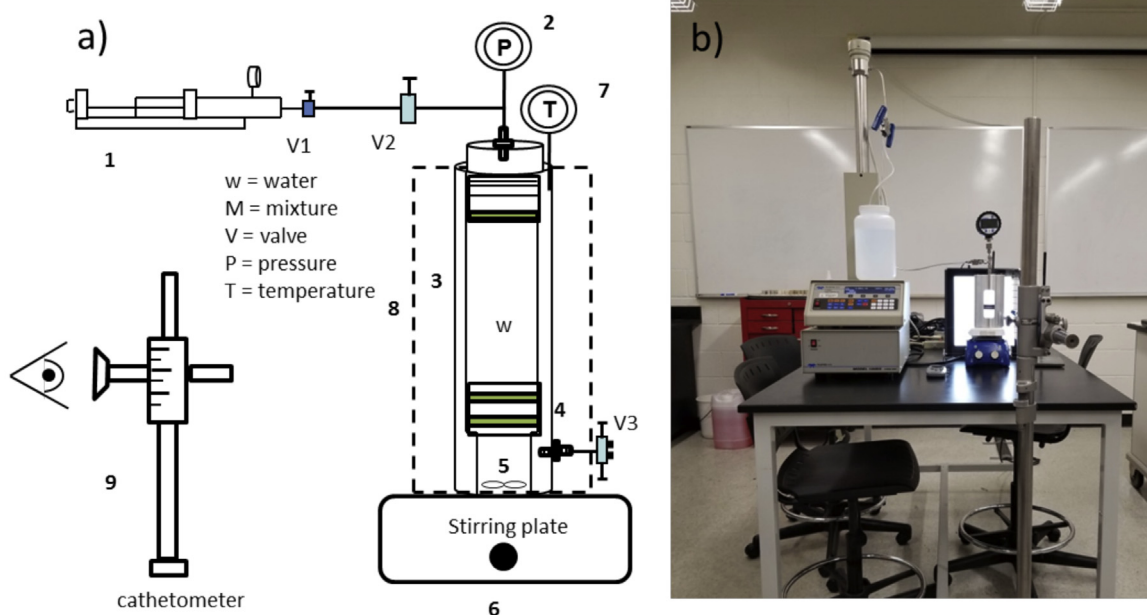 a)
2
P
7
T
1
V1
V2
w = water
M = mixture
V = valve
P = pressure
T = temperature
3
8
w
4
V3
5
9
Stirring plate
cathetometer
6
b)